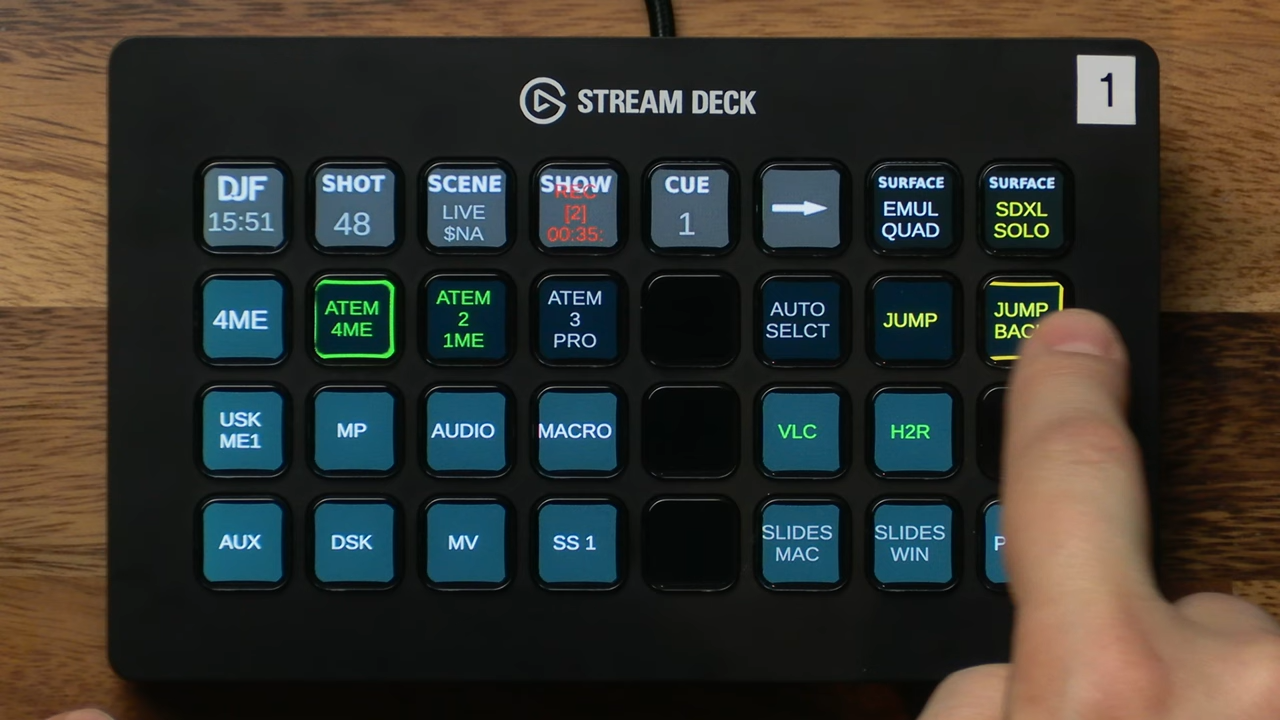 STREAM DECK
1
DJF
15:51
SHOT
48
SCENE
LIVE
$NA
SHOW
REC
[2]
00:35:
CUE
1
SURFACE
EMUL
QUAD
SURFACE
SDXL
SOLO
4ME
ATEM
4ME
ATEM
2
1ME
ATEM
3
PRO
AUTO
SELCT
JUMP
JUMP
BACK
USK
ME1
MP
AUDIO
MACRO
VLC
H2R
AUX
DSK
MV
SS 1
SLIDES
MAC
SLIDES
WIN